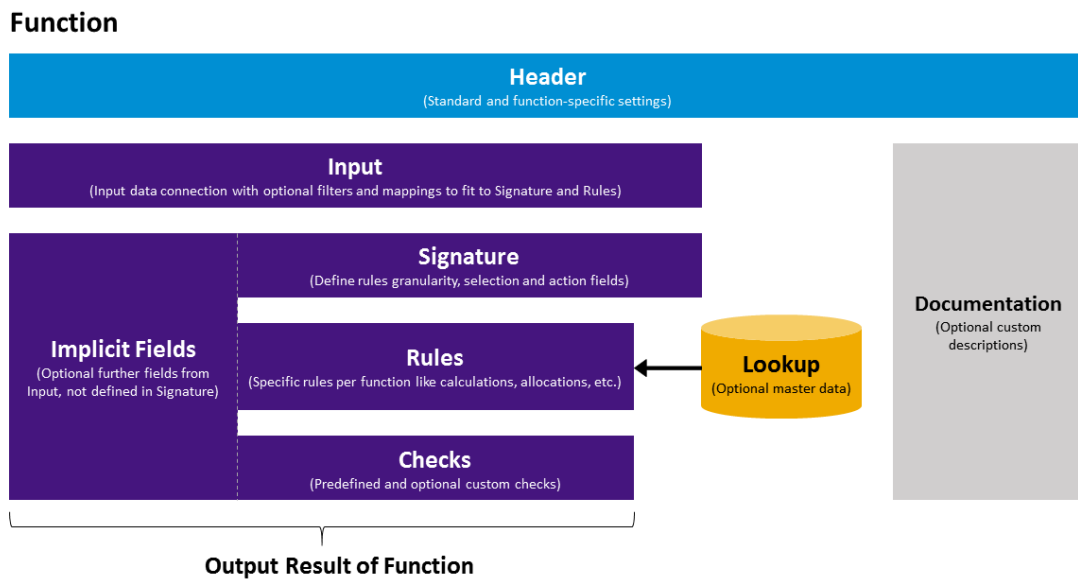 Function
Header
(Standard and function-specific settings)
Input
(Input data connection with optional filters and mappings to fit to Signature and Rules)
Signature
(Define rules granularity, selection and action fields)
Implicit Fields
(Optional further fields from
Input, not defined in Signature)
Rules
(Specific rules per function like calculations, allocations, etc.)
Lookup
(Optional master data)
Documentation
(Optional custom
descriptions)
Checks
(Predefined and optional custom checks)
Output Result of Function